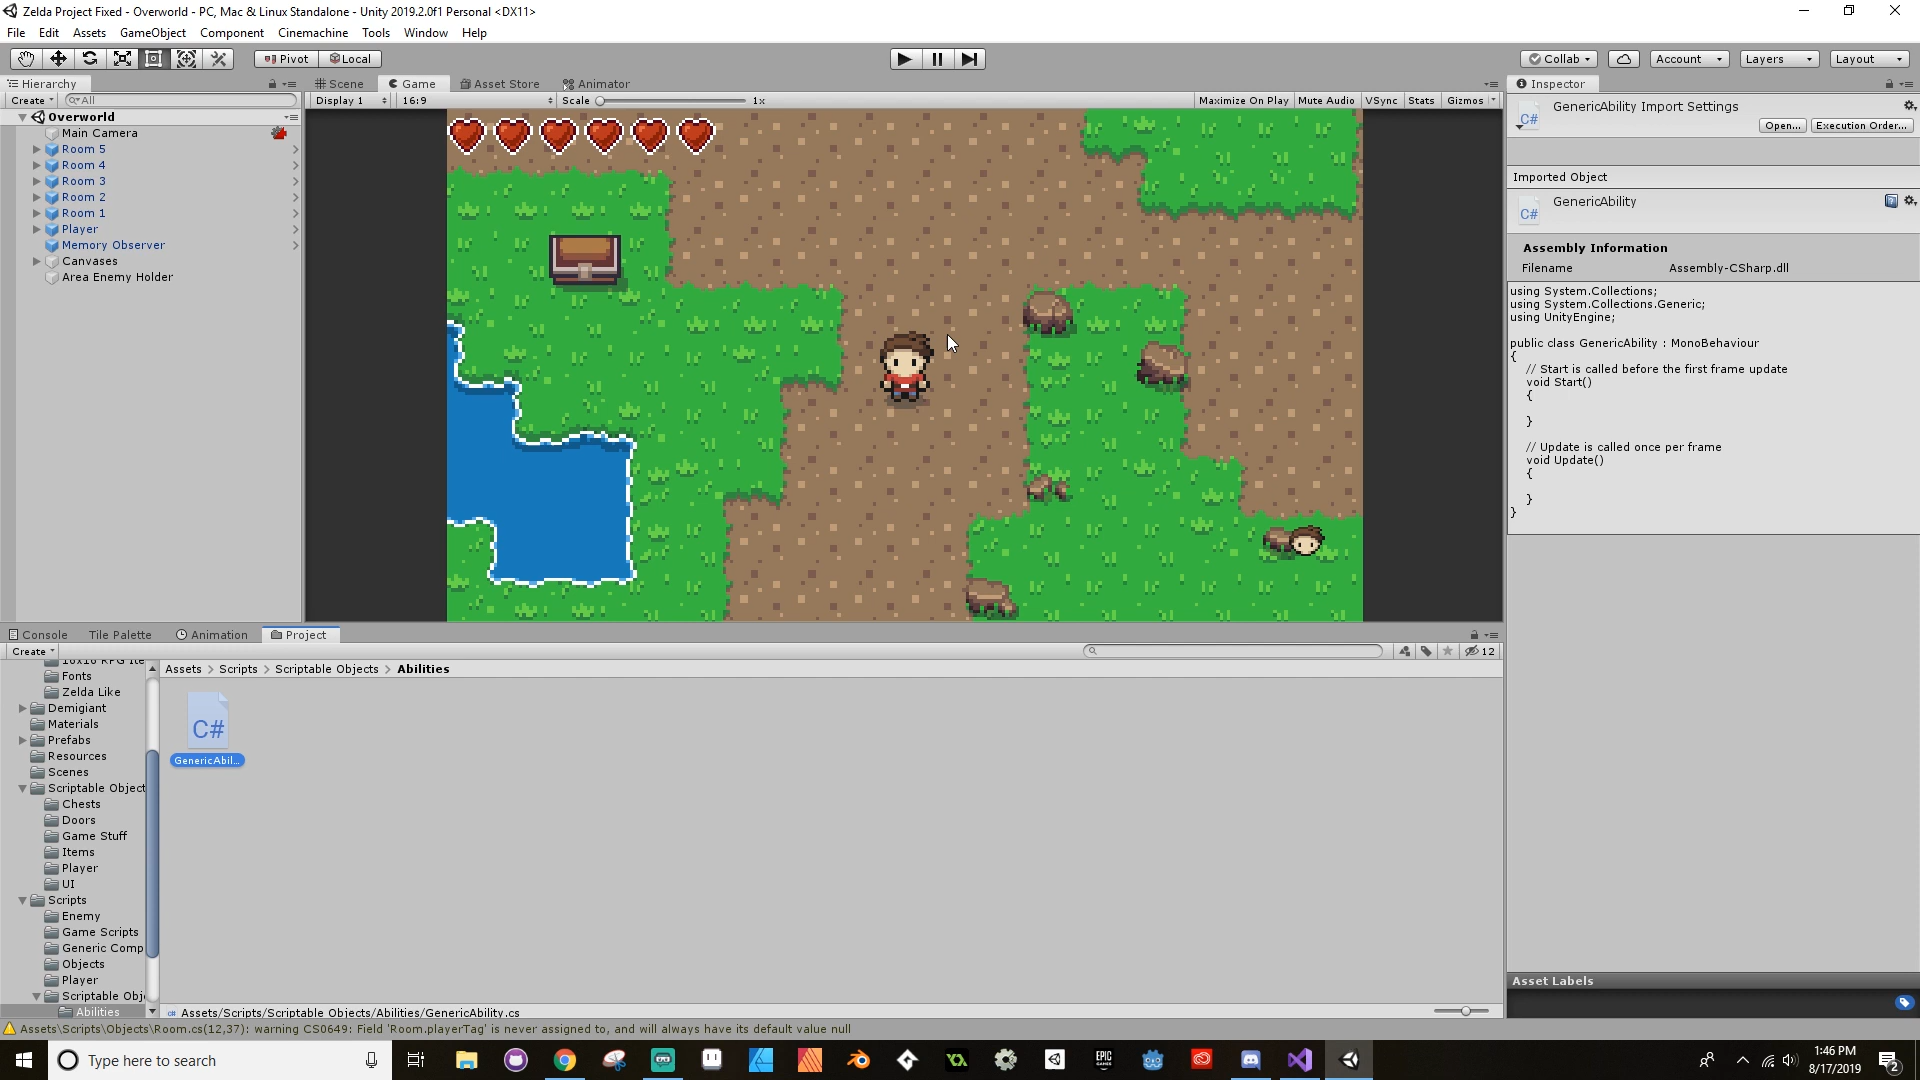 Zelda Project Fixed - Overworld - PC, Mac & Linux Standalone - Unity 2019.2.0f1 Personal <DX11>
File Edit Assets GameObject Component Cinemachine Tools Window Help
Pivot Local Collab Account Layers Layout
Hierarchy
Create All
Overworld
Main Camera
Room 5
Room 4
Room 3
Room 2
Room 1
Player
Memory Observer
Canvases
Area Enemy Holder
Scene Game Asset Store Animator
Display 1 16:9 Scale 1x Maximize On Play Mute Audio VSync Stats Gizmos
Inspector
GenericAbility Import Settings
C#
Open... Execution Order...
Imported Object
GenericAbility
C#
Assembly Information
Filename Assembly-CSharp.dll
using System.Collections;
using System.Collections.Generic;
using UnityEngine;
public class GenericAbility : MonoBehaviour
{
// Start is called before the first frame update
void Start()
{
}
// Update is called once per frame
void Update()
{
}
}
Asset Labels
Console Tile Palette Animation Project
Create 12
16x16 RPG Ite
Fonts
Zelda Like
Demigiant
Materials
Prefabs
Resources
Scenes
Scriptable Object
Chests
Doors
Game Stuff
Items
Player
UI
Scripts
Enemy
Game Scripts
Generic Comp
Objects
Player
Scriptable Obj
Abilities
Assets > Scripts > Scriptable Objects > Abilities
C#
GenericAbil...
Assets/Scripts/Scriptable Objects/Abilities/GenericAbility.cs
Assets\Scripts\Objects\Room.cs(12,37): warning CS0649: Field 'Room.playerTag' is never assigned to, and will always have its default value null
Type here to search
EPIC
GAMES
1:46 PM
8/17/2019
2